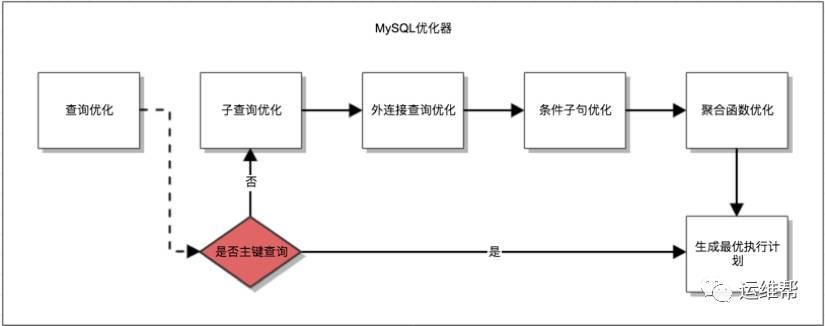 MySQL优化器
查询优化
子查询优化
外连接查询优化
条件子句优化
聚合函数优化
否
是否主键查询
是
生成最优执行计
划
运维帮